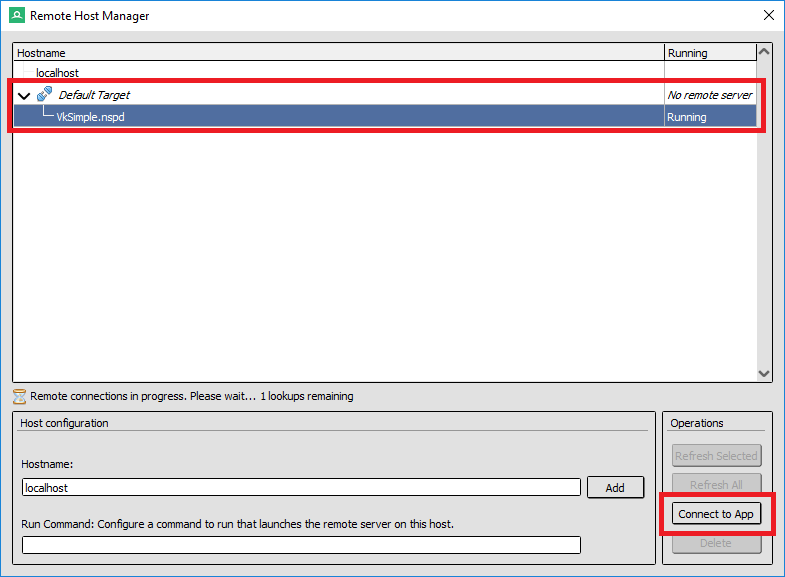 Remote Host Manager
Hostname Running
localhost
Default Target No remote server
VkSimple.nspd Running
Remote connections in progress. Please wait... 1 lookups remaining
Host configuration
Hostname:
localhost Add
Run Command: Configure a command to run that launches the remote server on this host.
Operations
Refresh Selected
Refresh All
Connect to App
Delete